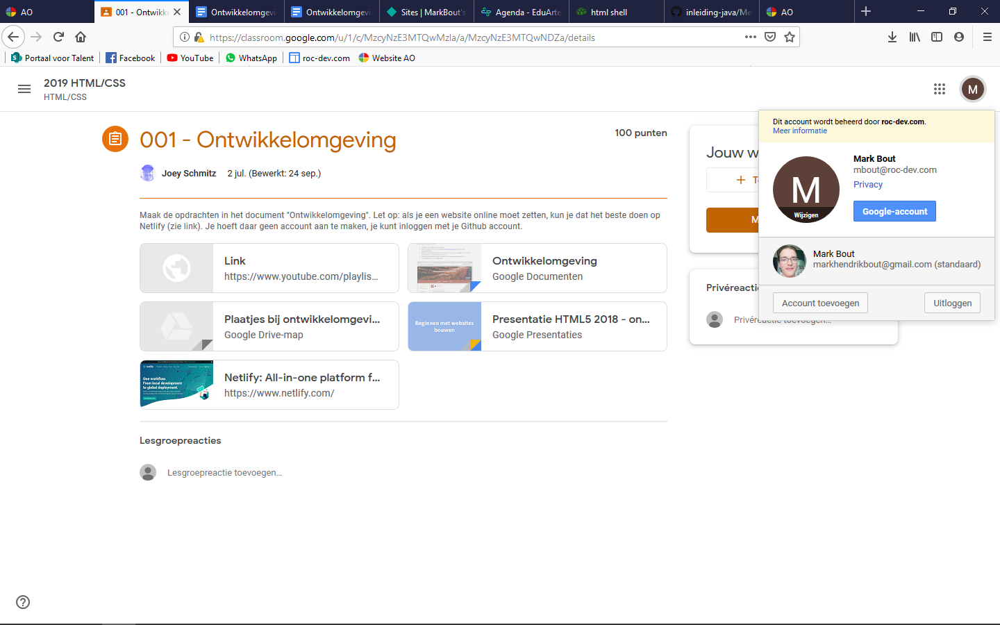 AO
001 - Ontwikke
Ontwikkelomgevi
Ontwikkelomgevi
Sites | MarkBout's
Agenda - EduArte
html shell
inleiding-java/Me
AO
https://classroom.google.com/u/1/c/MzcyNzE3MTQwMzla/a/MzcyNzE3MTQwNDZa/details
Portaal voor Talent
Facebook
YouTube
WhatsApp
roc-dev.com
Website AO
2019 HTML/CSS
HTML/CSS
M
001 - Ontwikkelomgeving
100 punten
Joey Schmitz 2 jul. (Bewerkt: 24 sep.)
Maak de opdrachten in het document "Ontwikkelomgeving". Let op: als je een website online moet zetten, kun je dat het beste doen op
Netlify (zie link). Je hoeft daar geen account aan te maken, je kunt inloggen met je Github account.
Link
https://www.youtube.com/playlis...
Ontwikkelomgeving
Google Documenten
Plaatjes bij ontwikkelomgevi...
Google Drive-map
Beginnen met websites
bouwen
Presentatie HTML5 2018 - on...
Google Presentaties
netlify
One workflow.
From local development
to global deployment.
Netlify: All-in-one platform f...
https://www.netlify.com/
Lesgroepreacties
Lesgroepreactie toevoegen...
Jouw w
+ T
M
Privéreactie
Privéreactie toevoegen...
Dit account wordt beheerd door roc-dev.com.
Meer informatie
M
Wijzigen
Mark Bout
mbout@roc-dev.com
Privacy
Google-account
Mark Bout
markhendrikbout@gmail.com (standaard)
Account toevoegen
Uitloggen